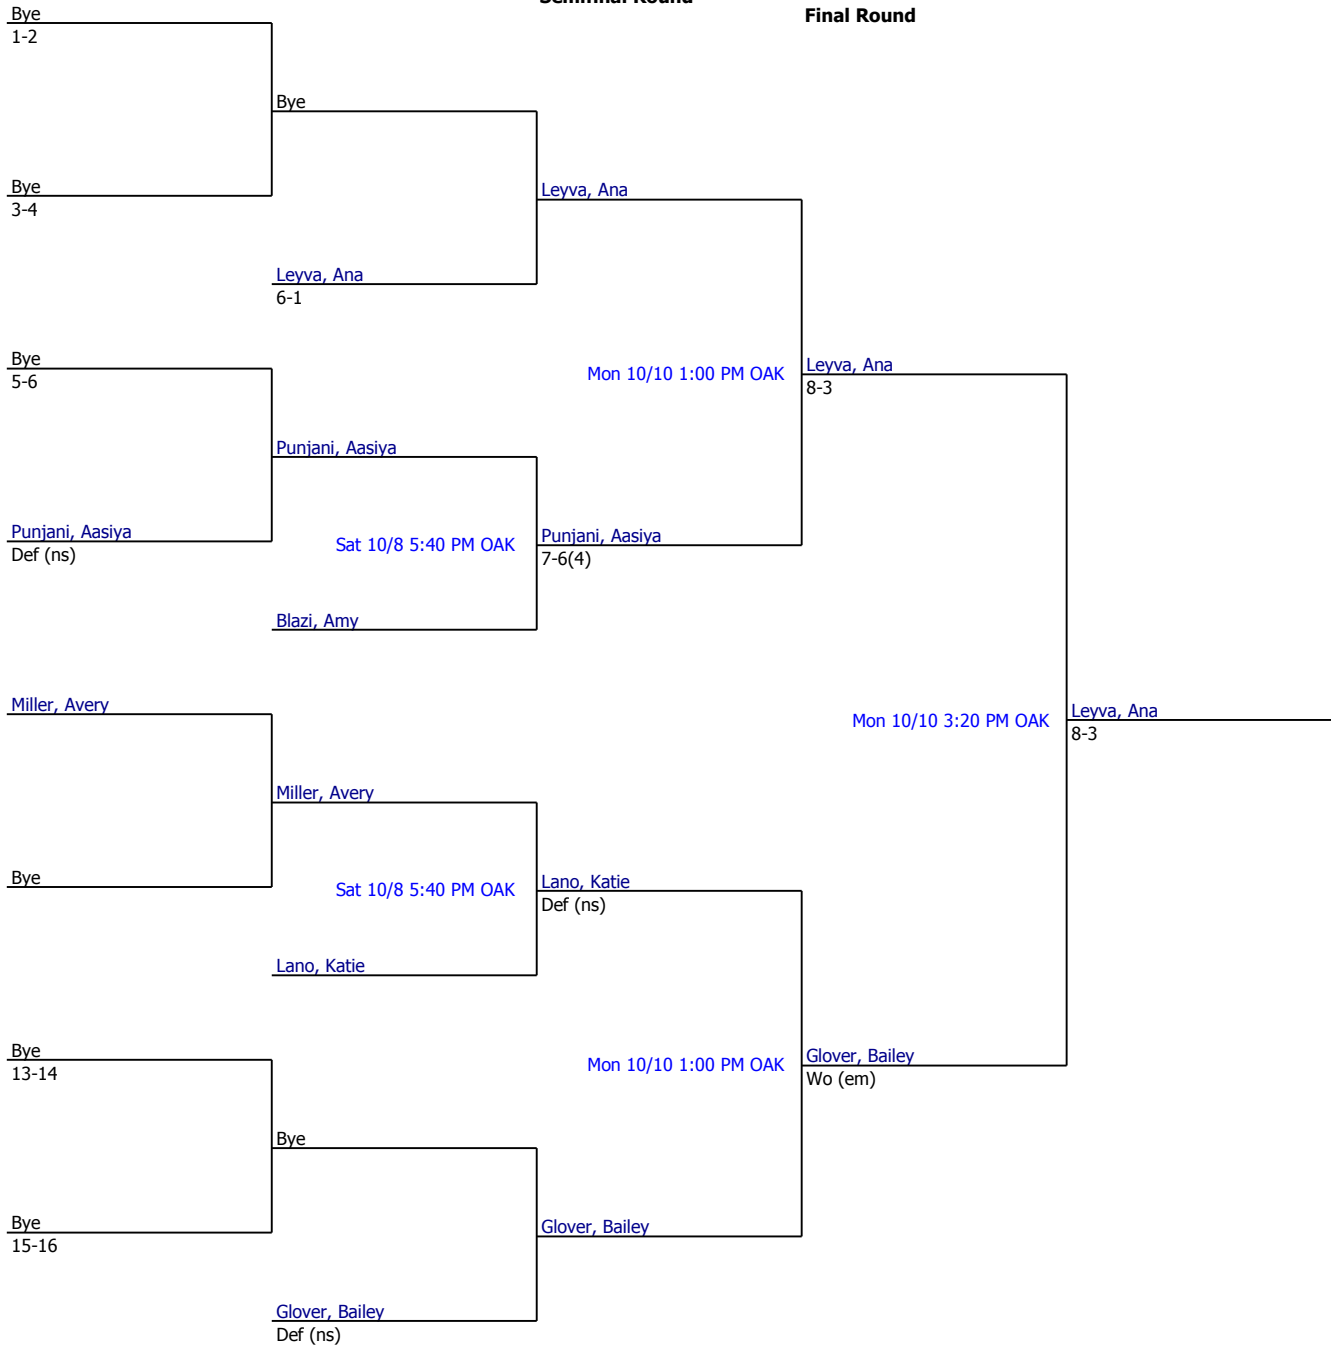 Semifinal Round
Final Round
Bye
1-2
Bye
Bye
3-4
Leyva, Ana
Leyva, Ana
6-1
Bye
5-6
Mon 10/10 1:00 PM OAK
Leyva, Ana
8-3
Punjani, Aasiya
Punjani, Aasiya
Def (ns)
Sat 10/8 5:40 PM OAK
Punjani, Aasiya
7-6(4)
Blazi, Amy
Miller, Avery
Mon 10/10 3:20 PM OAK
Leyva, Ana
8-3
Miller, Avery
Bye
Sat 10/8 5:40 PM OAK
Lano, Katie
Def (ns)
Lano, Katie
Bye
13-14
Mon 10/10 1:00 PM OAK
Glover, Bailey
Wo (em)
Bye
Bye
15-16
Glover, Bailey
Glover, Bailey
Def (ns)